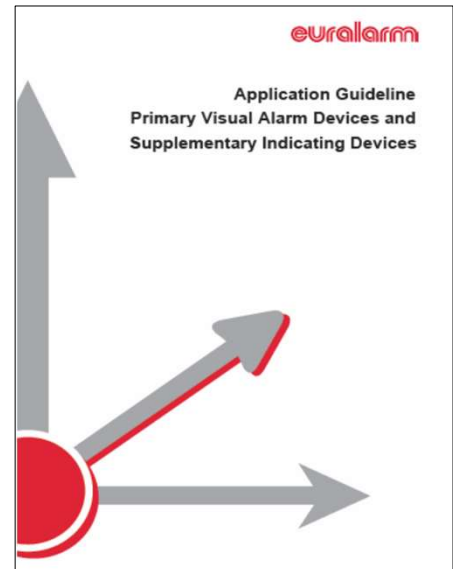 euralarm
Application Guideline
Primary Visual Alarm Devices and
Supplementary Indicating Devices